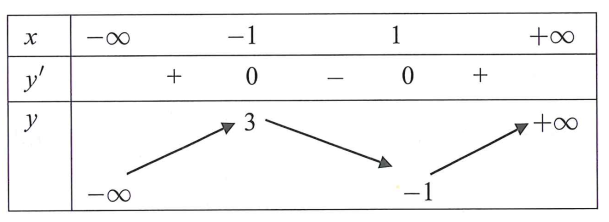 x −∞ −1 1 +∞
y′ + 0 − 0 +
y 3 +∞
−∞ −1